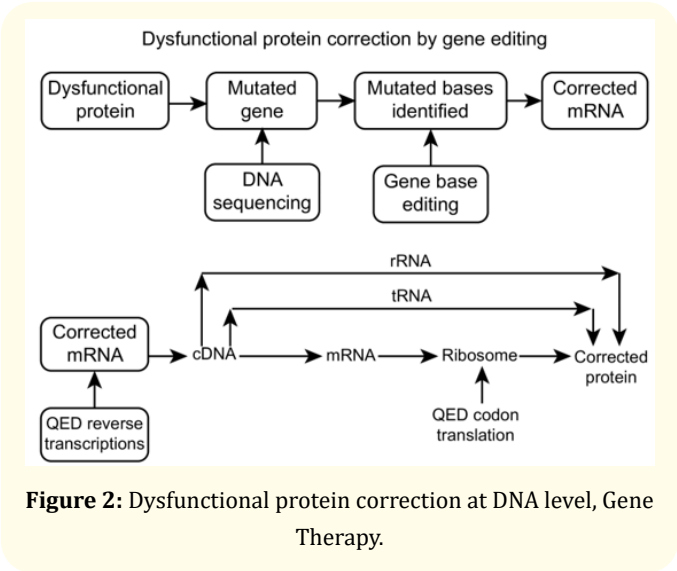 Dysfunctional protein correction by gene editing
Dysfunctional
protein
Mutated
gene
Mutated bases
identified
Corrected
mRNA
DNA
sequencing
Gene base
editing
rRNA
tRNA
Corrected
mRNA
cDNA
mRNA
Ribosome
Corrected
protein
QED reverse
transcriptions
QED codon
translation
Figure 2: Dysfunctional protein correction at DNA level, Gene
Therapy.